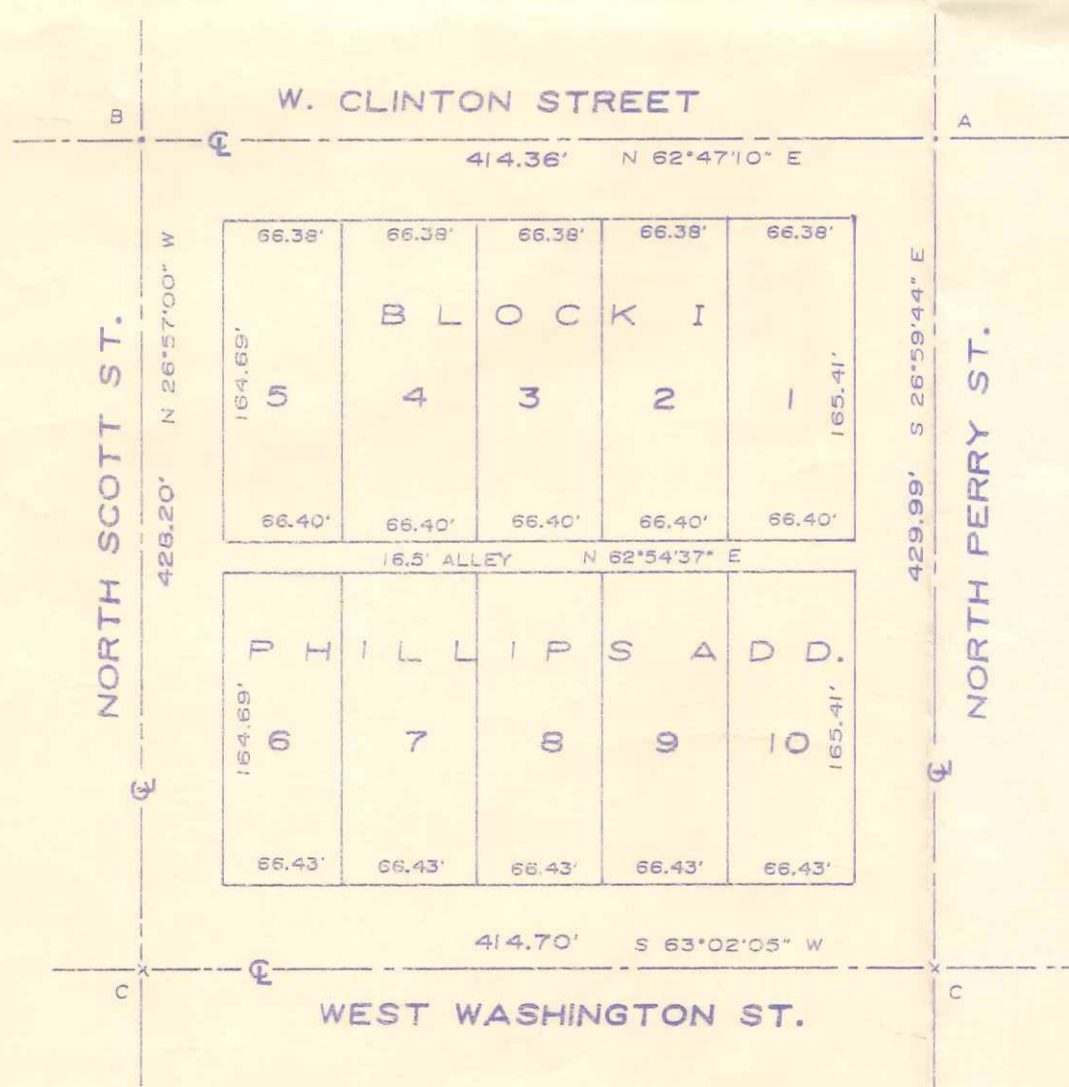 W. CLINTON STREET
B
A
℄
414.36' N 62°47'10" E
66.38' 66.38' 66.38' 66.38' 66.38'
BLOCK I
NORTH SCOTT ST.
428.20' N 26°57'00" W
164.69'
5 4 3 2 1
165.41'
429.99' S 26°59'44" E
NORTH PERRY ST.
66.40' 66.40' 66.40' 66.40' 66.40'
16.5' ALLEY N 62°54'37" E
PHILLIPS ADD.
164.69'
6 7 8 9 10
165.41'
℄
℄
66.43' 66.43' 66.43' 66.43' 66.43'
414.70' S 63°02'05" W
x
℄
x
C
C
WEST WASHINGTON ST.